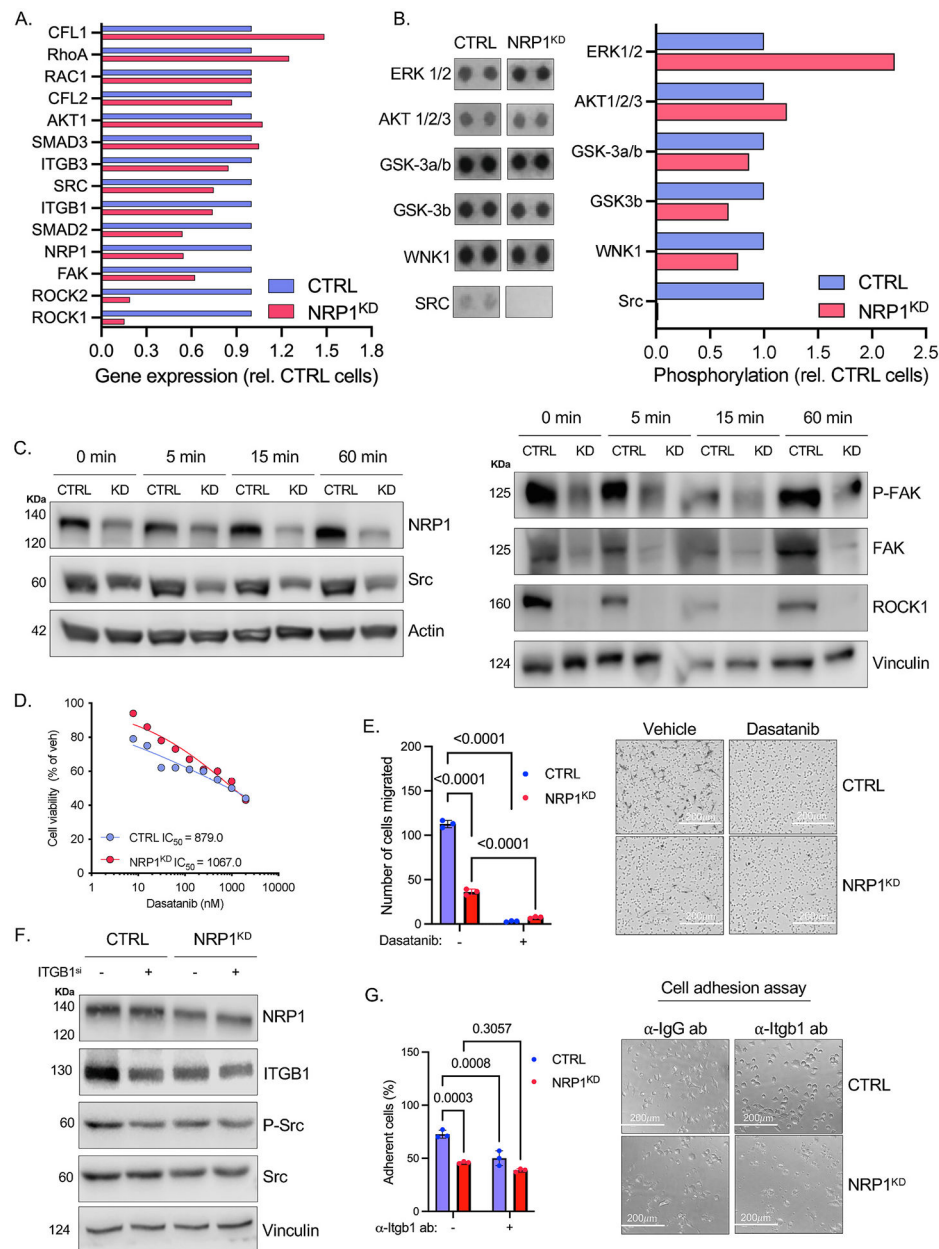 A.
CFL1
RhoA
RAC1
CFL2
AKT1
SMAD3
ITGB3
SRC
ITGB1
SMAD2
NRP1
FAK
ROCK2
ROCK1
CTRL
NRP1KD
0.0 0.3 0.6 0.9 1.2 1.5 1.8
Gene expression (rel. CTRL cells)
B.
CTRL NRP1KD
ERK 1/2
AKT 1/2/3
GSK-3a/b
GSK-3b
WNK1
SRC
ERK1/2
AKT1/2/3
GSK-3a/b
GSK3b
WNK1
Src
CTRL
NRP1KD
0.0 0.5 1.0 1.5 2.0 2.5
Phosphorylation (rel. CTRL cells)
C.
0 min 5 min 15 min 60 min
KDa CTRL KD CTRL KD CTRL KD CTRL KD
140
120
NRP1
60 Src
42 Actin
0 min 5 min 15 min 60 min
CTRL KD CTRL KD CTRL KD CTRL KD
KDa
125 P-FAK
125 FAK
160 ROCK1
124 Vinculin
D.
Cell viability (% of veh)
100
80
60
40
20
0
CTRL IC50 = 879.0
NRP1KD IC50 = 1067.0
1 10 100 1000 10000
Dasatanib (nM)
E.
Number of cells migrated
200
150
100
50
0
<0.0001
<0.0001
<0.0001
CTRL
NRP1KD
Dasatanib: - +
Vehicle Dasatanib
CTRL
NRP1KD
200μm 200μm
200μm 200μm
F.
CTRL NRP1KD
ITGB1si - + - +
KDa
140
120
NRP1
130 ITGB1
60 P-Src
60 Src
124 Vinculin
G.
Adherent cells (%)
150
100
50
0
0.3057
0.0008
0.0003
CTRL
NRP1KD
α-Itgb1 ab: - +
Cell adhesion assay
α-IgG ab α-Itgb1 ab
CTRL
NRP1KD
200μm 200μm
200μm 200μm